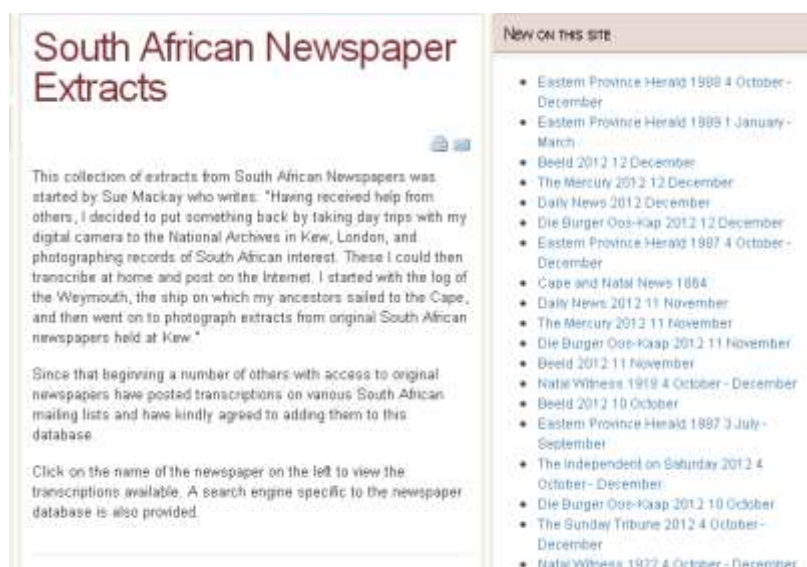 South African Newspaper
Extracts
This collection of extracts from South African Newspapers was
started by Sue Mackay who writes: "Having received help from
others, I decided to put something back by taking day trips with my
digital camera to the National Archives in Kew, London, and
photographing records of South African interest. These I could then
transcribe at home and post on the Internet. I started with the log of
the Weymouth, the ship on which my ancestors sailed to the Cape,
and then went on to photograph extracts from original South African
newspapers held at Kew."
Since that beginning a number of others with access to original
newspapers have posted transcriptions on various South African
mailing lists and have kindly agreed to adding them to this
database.
Click on the name of the newspaper on the left to view the
transcriptions available. A search engine specific to the newspaper
database is also provided.
New on this site
Eastern Province Herald 1988 4 October -
December
Eastern Province Herald 1989 1 January -
March
Beeld 2012 12 December
The Mercury 2012 12 December
Daily News 2012 12 December
Die Burger Oos-Kap 2012 12 December
Eastern Province Herald 1987 4 October -
December
Cape and Natal News 1864
Daily News 2012 11 November
The Mercury 2012 11 November
Die Burger Oos-Kaap 2012 11 November
Beeld 2012 11 November
Natal Witness 1919 4 October - December
Beeld 2012 10 October
Eastern Province Herald 1987 3 July -
September
The Independent on Saturday 2012 4
October - December
Die Burger Oos-Kaap 2012 10 October
The Sunday Tribune 2012 4 October -
December
Natal Witness 1922 4 October - December